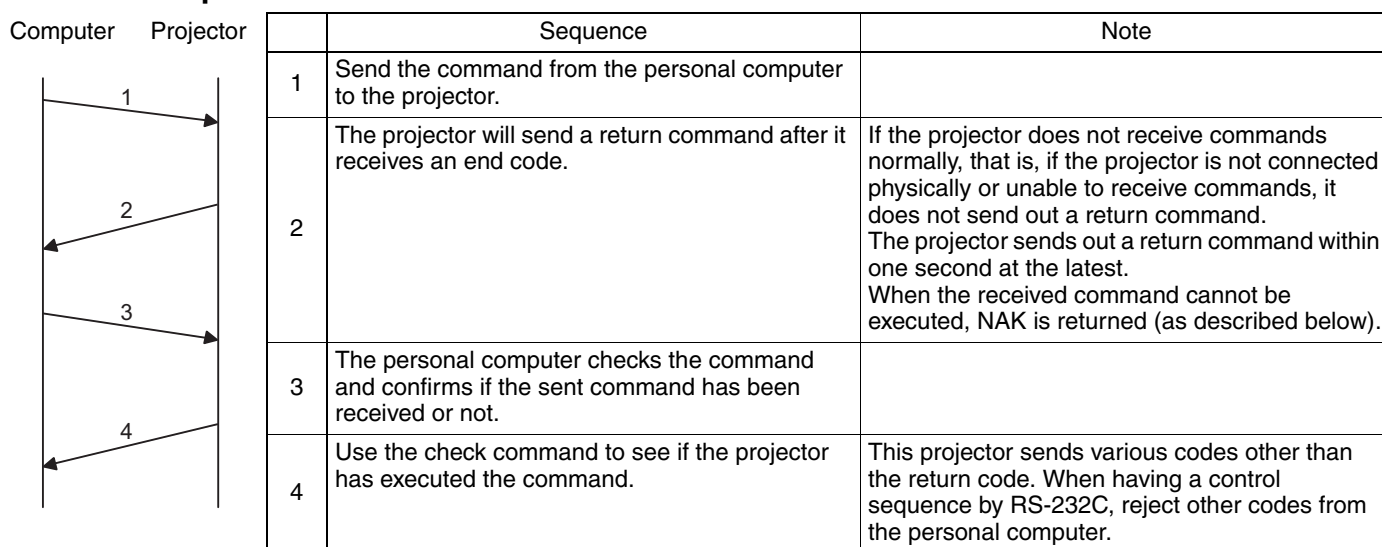 Computer Projector
1
2
3
4
Sequence Note
1
Send the command from the personal computer
to the projector.
2
The projector will send a return command after it
receives an end code.
If the projector does not receive commands
normally, that is, if the projector is not connected
physically or unable to receive commands, it
does not send out a return command.
The projector sends out a return command within
one second at the latest.
When the received command cannot be
executed, NAK is returned (as described below).
3
The personal computer checks the command
and confirms if the sent command has been
received or not.
4
Use the check command to see if the projector
has executed the command.
This projector sends various codes other than
the return code. When having a control
sequence by RS-232C, reject other codes from
the personal computer.